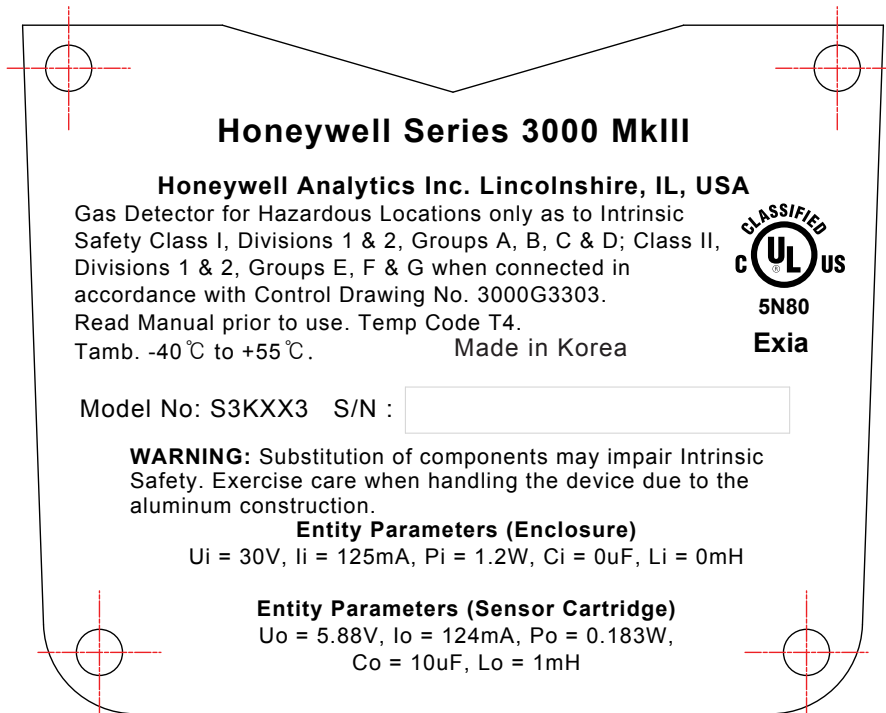 Honeywell Series 3000 MkIII
Honeywell Analytics Inc. Lincolnshire, IL, USA
Gas Detector for Hazardous Locations only as to Intrinsic
Safety Class I, Divisions 1 & 2, Groups A, B, C & D; Class II,
Divisions 1 & 2, Groups E, F & G when connected in
accordance with Control Drawing No. 3000G3303.
Read Manual prior to use. Temp Code T4.
Tamb. -40℃ to +55℃. Made in Korea
CLASSIFIED
C UL® US
5N80
Exia
Model No: S3KXX3 S/N :
WARNING: Substitution of components may impair Intrinsic
Safety. Exercise care when handling the device due to the
aluminum construction.
Entity Parameters (Enclosure)
Ui = 30V, Ii = 125mA, Pi = 1.2W, Ci = 0uF, Li = 0mH
Entity Parameters (Sensor Cartridge)
Uo = 5.88V, Io = 124mA, Po = 0.183W,
Co = 10uF, Lo = 1mH